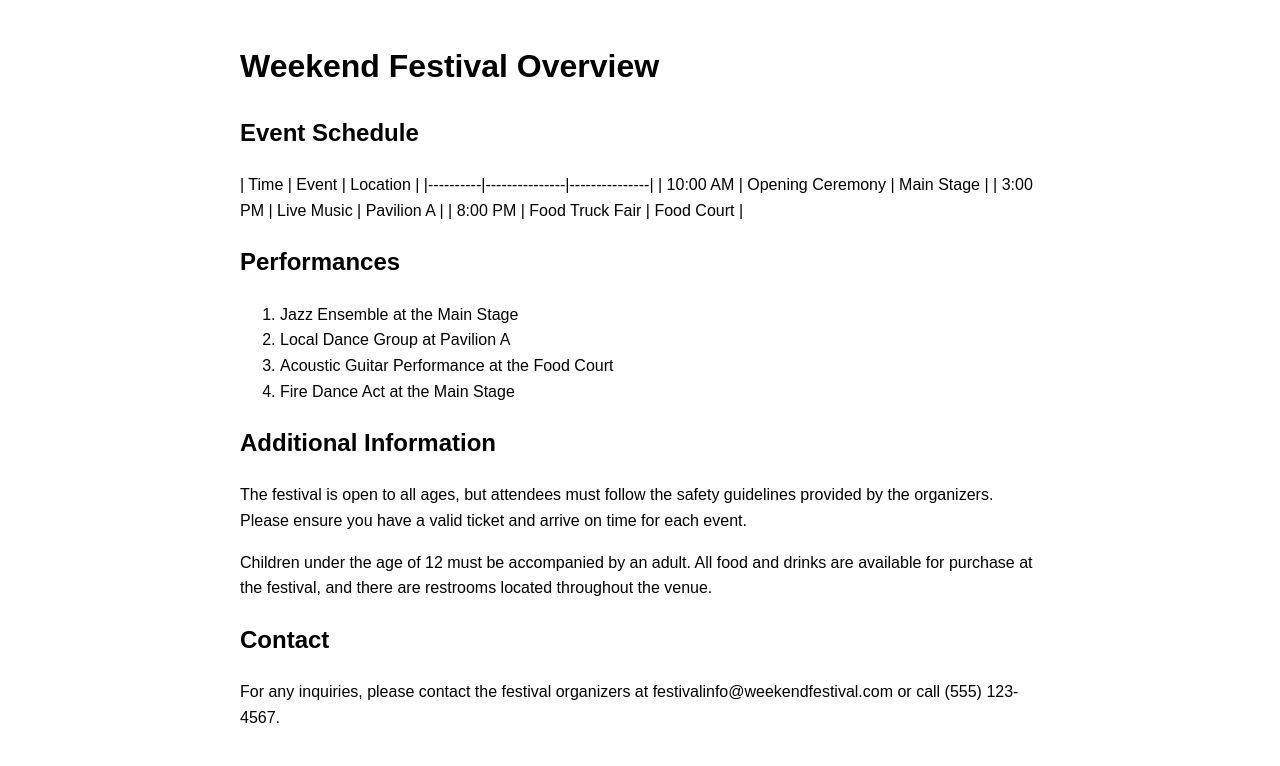 Weekend Festival Overview
Event Schedule
| Time | Event | Location | |----------|---------------|---------------| | 10:00 AM | Opening Ceremony | Main Stage | | 3:00
PM | Live Music | Pavilion A | | 8:00 PM | Food Truck Fair | Food Court |
Performances
1. Jazz Ensemble at the Main Stage
2. Local Dance Group at Pavilion A
3. Acoustic Guitar Performance at the Food Court
4. Fire Dance Act at the Main Stage
Additional Information
The festival is open to all ages, but attendees must follow the safety guidelines provided by the organizers.
Please ensure you have a valid ticket and arrive on time for each event.
Children under the age of 12 must be accompanied by an adult. All food and drinks are available for purchase at
the festival, and there are restrooms located throughout the venue.
Contact
For any inquiries, please contact the festival organizers at festivalinfo@weekendfestival.com or call (555) 123-
4567.